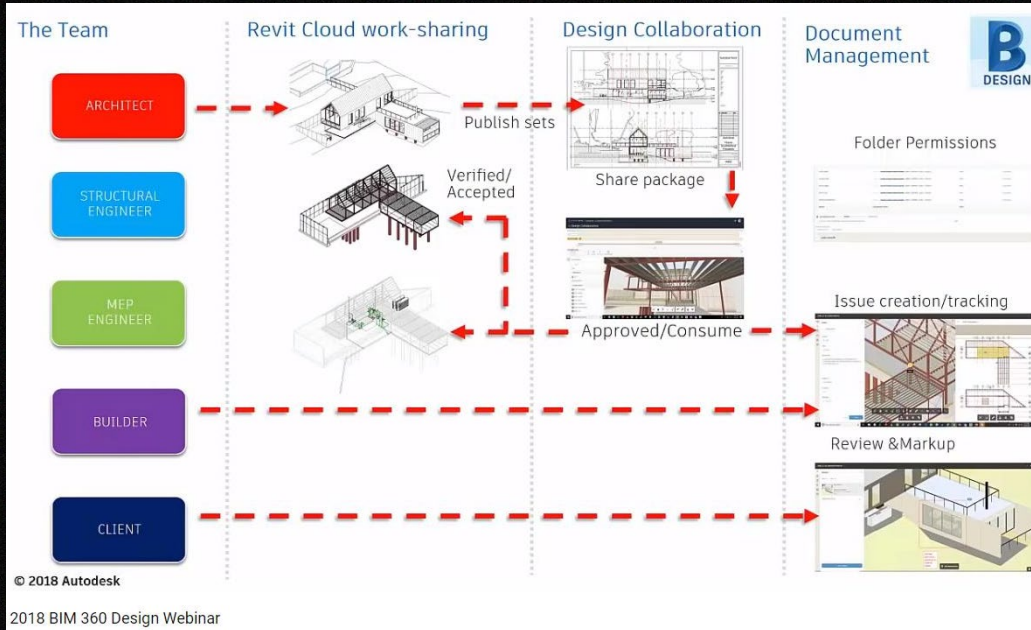 The Team
Revit Cloud work-sharing
Design Collaboration
Document
Management
B
DESIGN
ARCHITECT
Publish sets
Folder Permissions
STRUCTURAL
ENGINEER
Verified/
Accepted
Share package
MEP
ENGINEER
Approved/Consume
Issue creation/tracking
BUILDER
Review &Markup
CLIENT
© 2018 Autodesk
2018 BIM 360 Design Webinar